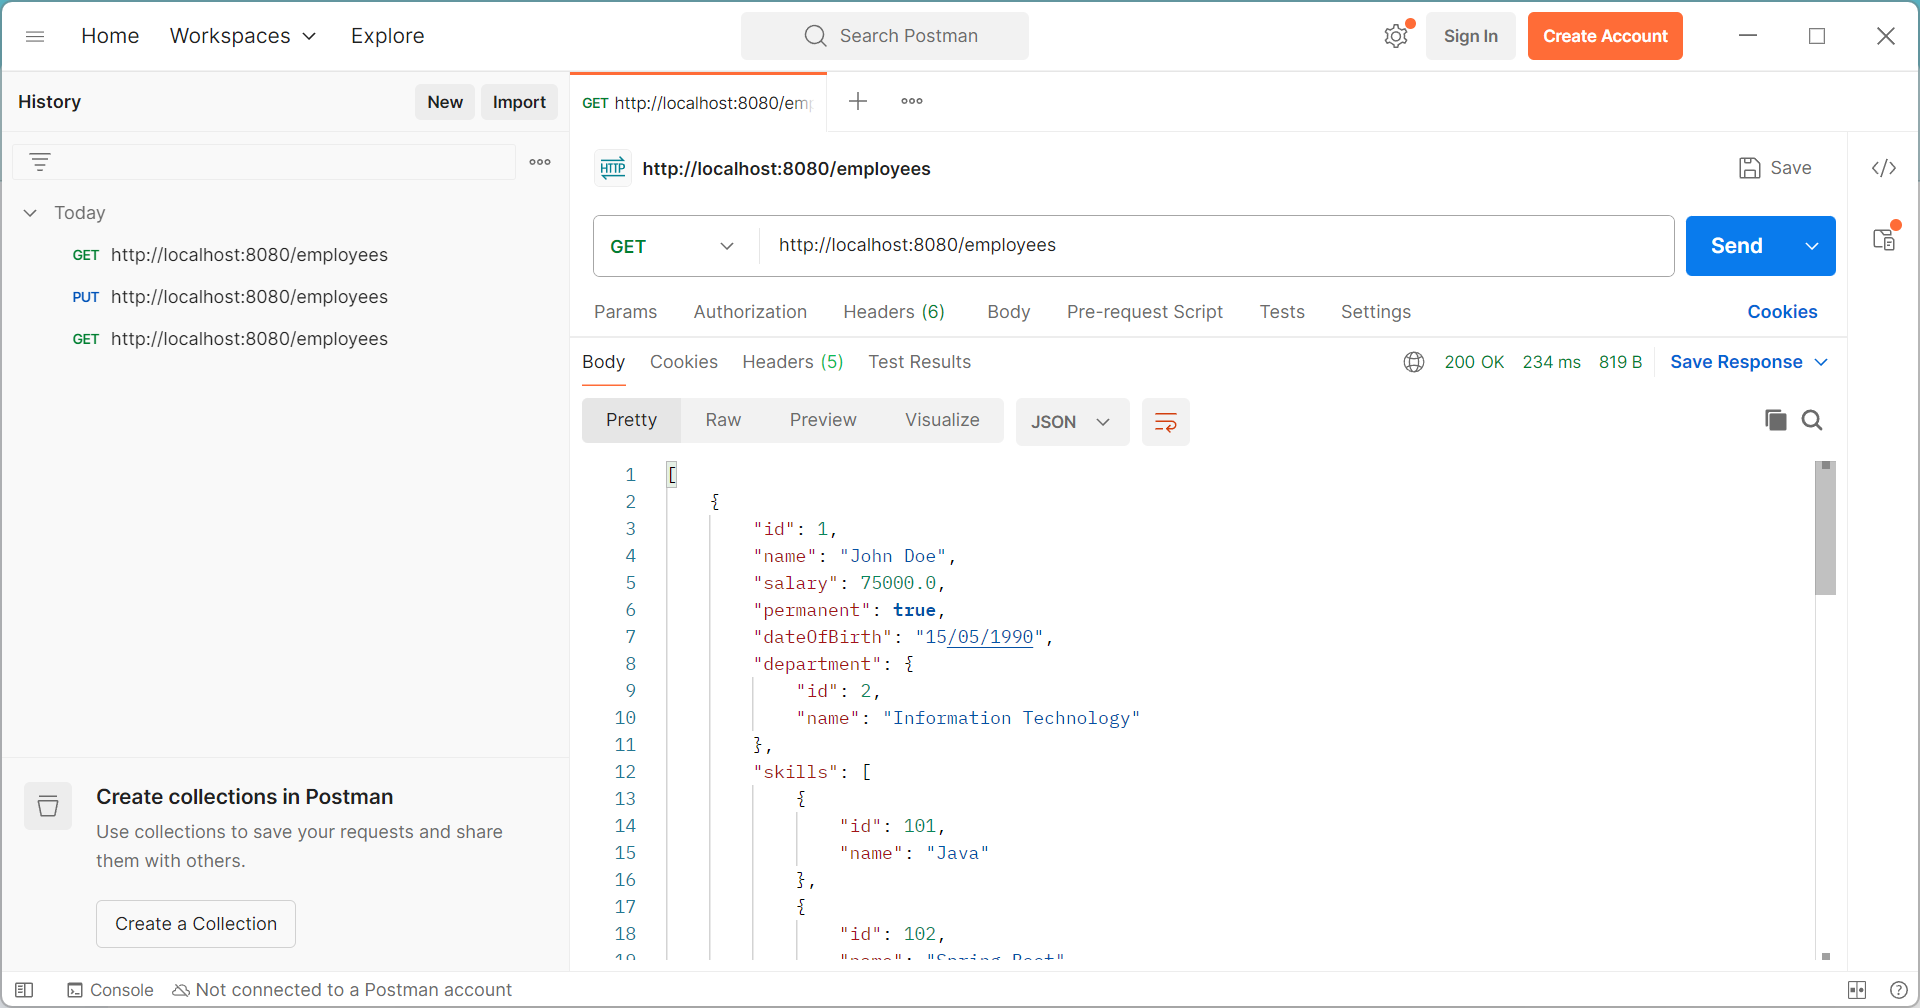 Home Workspaces Explore Search Postman Sign In Create Account
History New Import
GET http://localhost:8080/em
Today
GET http://localhost:8080/employees
PUT http://localhost:8080/employees
GET http://localhost:8080/employees
Create collections in Postman
Use collections to save your requests and share
them with others.
Create a Collection
HTTP http://localhost:8080/employees Save </>
GET http://localhost:8080/employees Send
Params Authorization Headers (6) Body Pre-request Script Tests Settings Cookies
Body Cookies Headers (5) Test Results 200 OK 234 ms 819 B Save Response
Pretty Raw Preview Visualize JSON
1 [
2 {
3 "id": 1,
4 "name": "John Doe",
5 "salary": 75000.0,
6 "permanent": true,
7 "dateOfBirth": "15/05/1990",
8 "department": {
9 "id": 2,
10 "name": "Information Technology"
11 },
12 "skills": [
13 {
14 "id": 101,
15 "name": "Java"
16 },
17 {
18 "id": 102,
19 "name": "Spring Boot"
Console Not connected to a Postman account